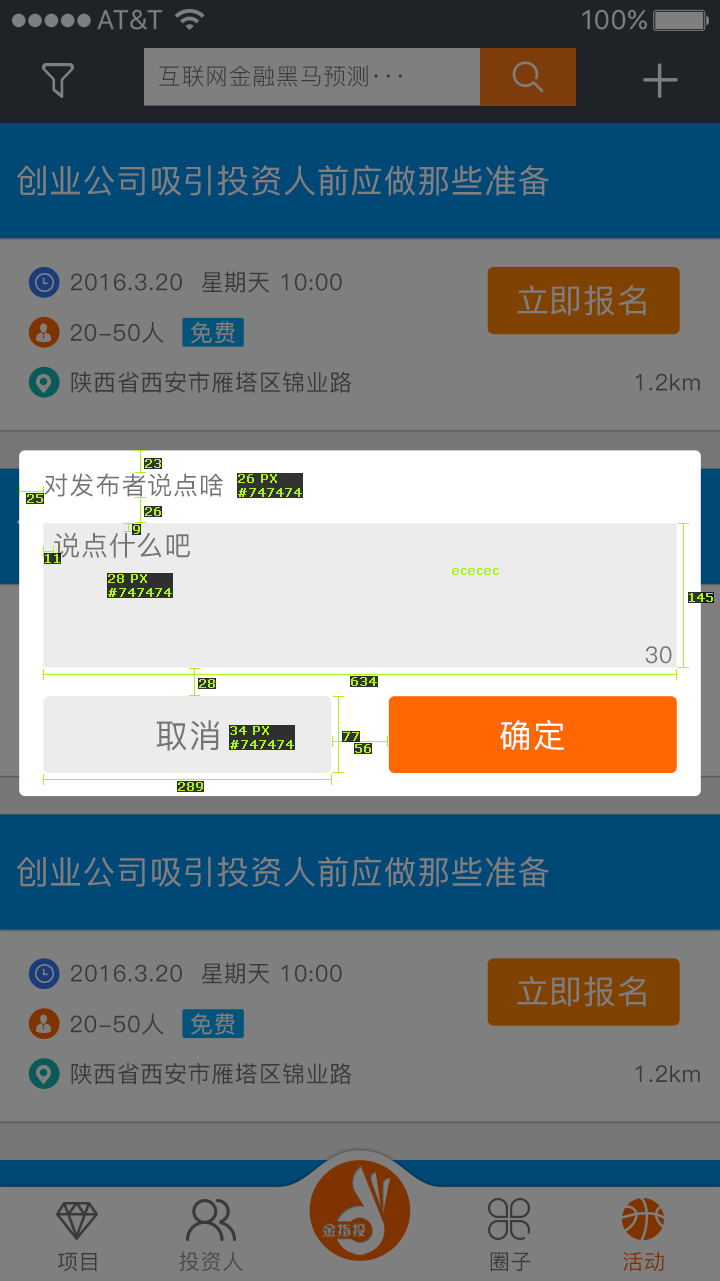 AT&T 100%
互联网金融黑马预测···
创业公司吸引投资人前应做那些准备
2016.3.20 星期天 10:00
立即报名
20-50人 免费
陕西省西安市雁塔区锦业路 1.2km
23
对发布者说点啥 26 PX
#747474
25
26
9
说点什么吧
11
28 PX
#747474
ececec
145
30
634
28
取消 34 PX
#747474
77
56
确定
289
创业公司吸引投资人前应做那些准备
2016.3.20 星期天 10:00
立即报名
20-50人 免费
陕西省西安市雁塔区锦业路 1.2km
金指投
项目 投资人 圈子 活动